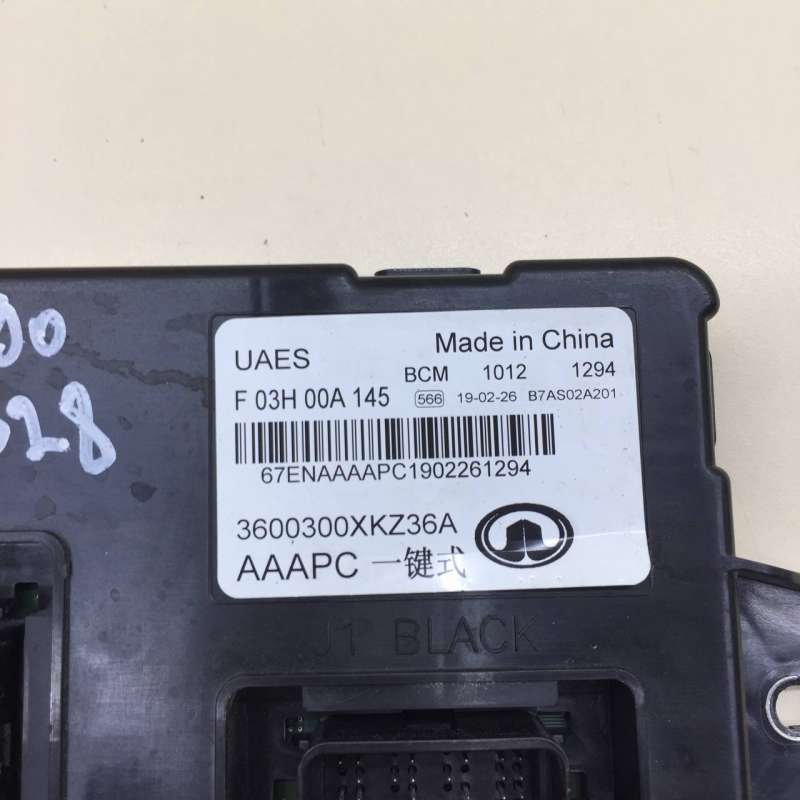 UAES Made in China
BCM 1012 1294
F 03H 00A 145 566 19-02-26 B7AS02A201
67ENAAAAPC1902261294
3600300XKZ36A
AAAPC 一键式
J1 BLACK